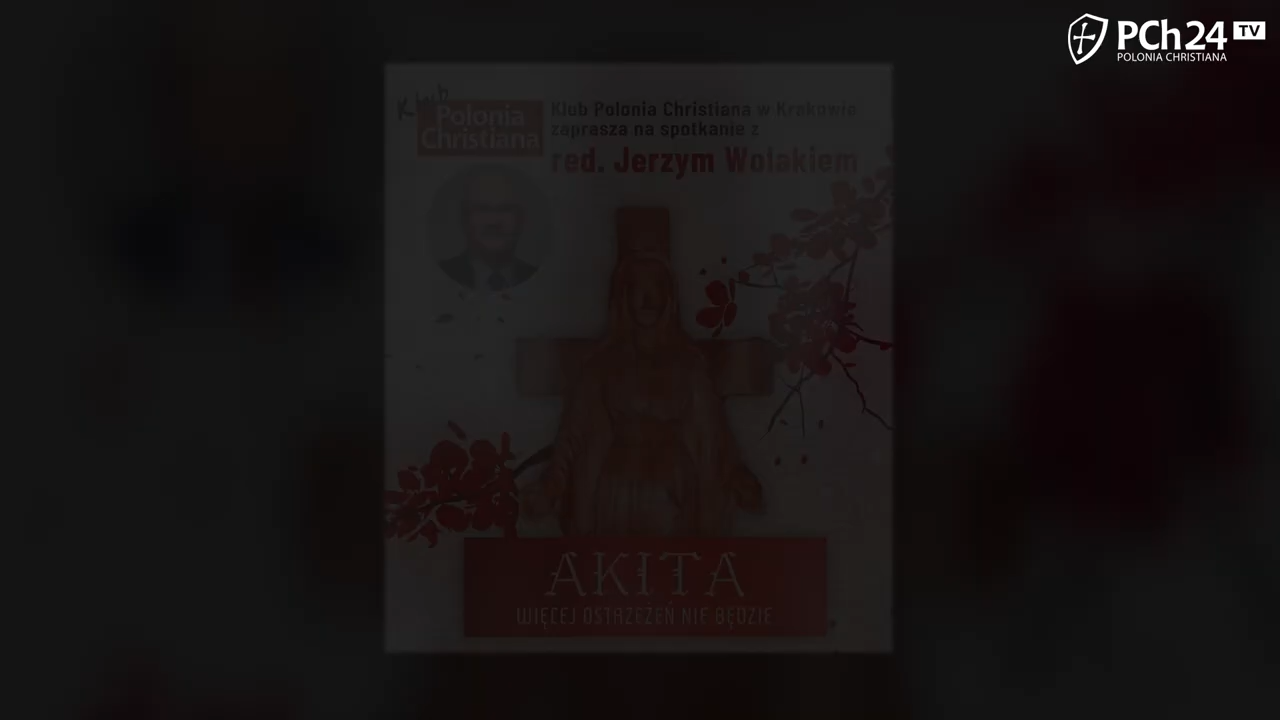 PCh24 TV
POLONIA CHRISTIANA
Klub
Polonia
Christiana
Klub Polonia Christiana w Krakowie
zaprasza na spotkanie z
red. Jerzym Wolakiem
AKITA
WIĘCEJ OSTRZEŻEŃ NIE BĘDZIE